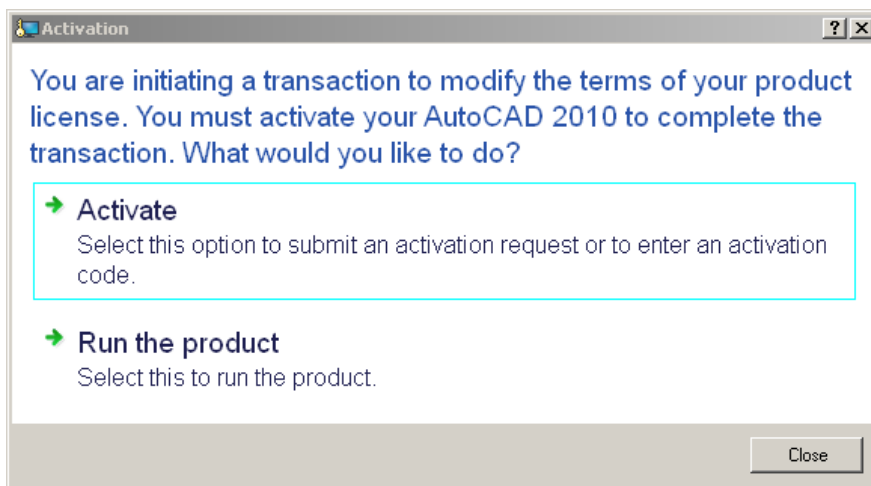 Activation
You are initiating a transaction to modify the terms of your product
license. You must activate your AutoCAD 2010 to complete the
transaction. What would you like to do?
Activate
Select this option to submit an activation request or to enter an activation
code.
Run the product
Select this to run the product.
Close